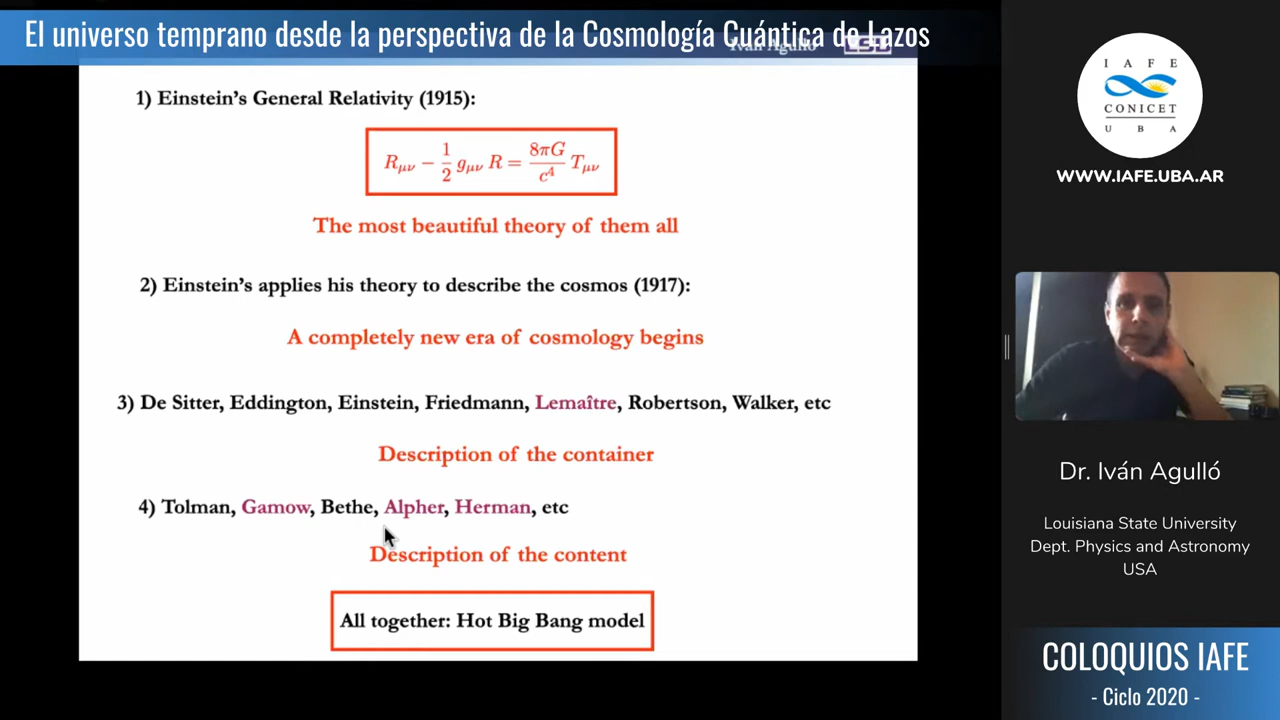 El universo temprano desde la perspectiva de la Cosmología Cuántica de Lazos
Iván Agulló LSU
1) Einstein's General Relativity (1915):
R_{μν} − 1/2 g_{μν} R = 8πG/c^4 T_{μν}
The most beautiful theory of them all
2) Einstein's applies his theory to describe the cosmos (1917):
A completely new era of cosmology begins
3) De Sitter, Eddington, Einstein, Friedmann, Lemaître, Robertson, Walker, etc
Description of the container
4) Tolman, Gamow, Bethe, Alpher, Herman, etc
Description of the content
All together: Hot Big Bang model
I A F E
CONICET
U B A
WWW.IAFE.UBA.AR
Dr. Iván Agulló
Louisiana State University
Dept. Physics and Astronomy
USA
COLOQUIOS IAFE
- Ciclo 2020 -